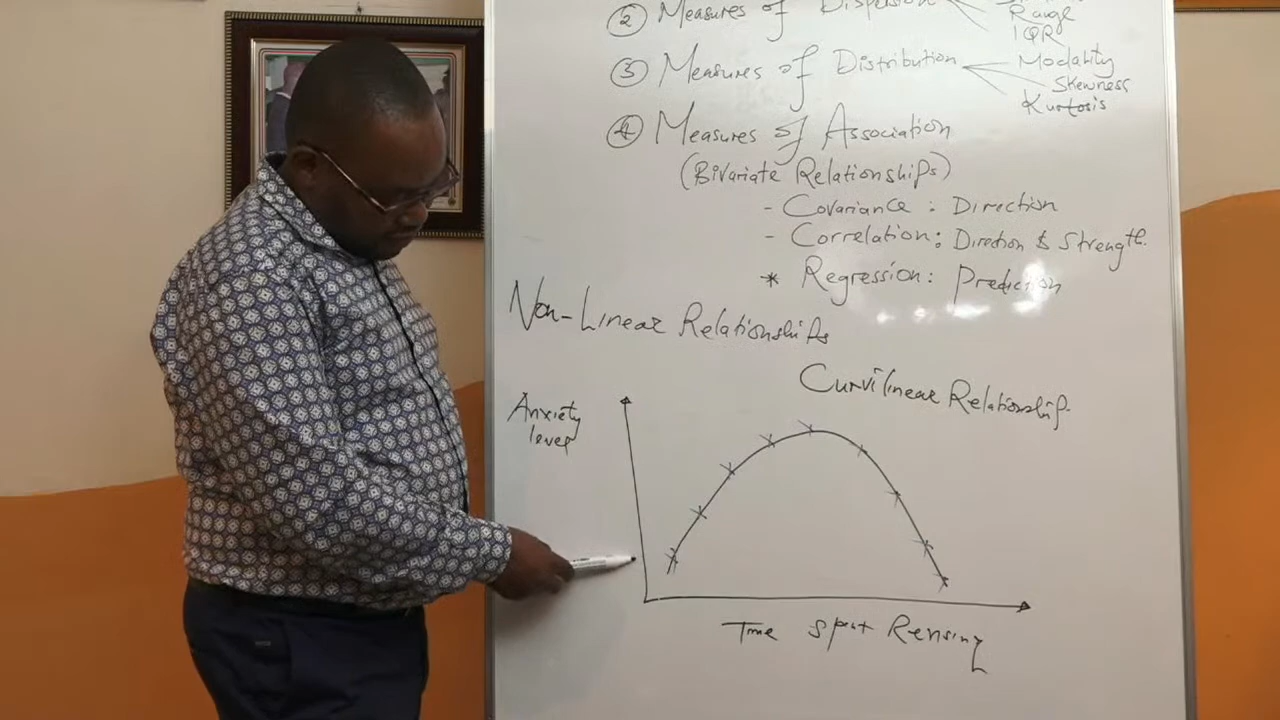 ② Measures of Dispersion
Range
IQR
③ Measures of Distribution
Modality
Skewness
Kurtosis
④ Measures of Association
(Bivariate Relationships)
- Covariance : Direction
- Correlation : Direction & Strength.
* Regression : Prediction
Non-Linear Relationships
Curvilinear Relationship.
Anxiety
level
Time spent Revising